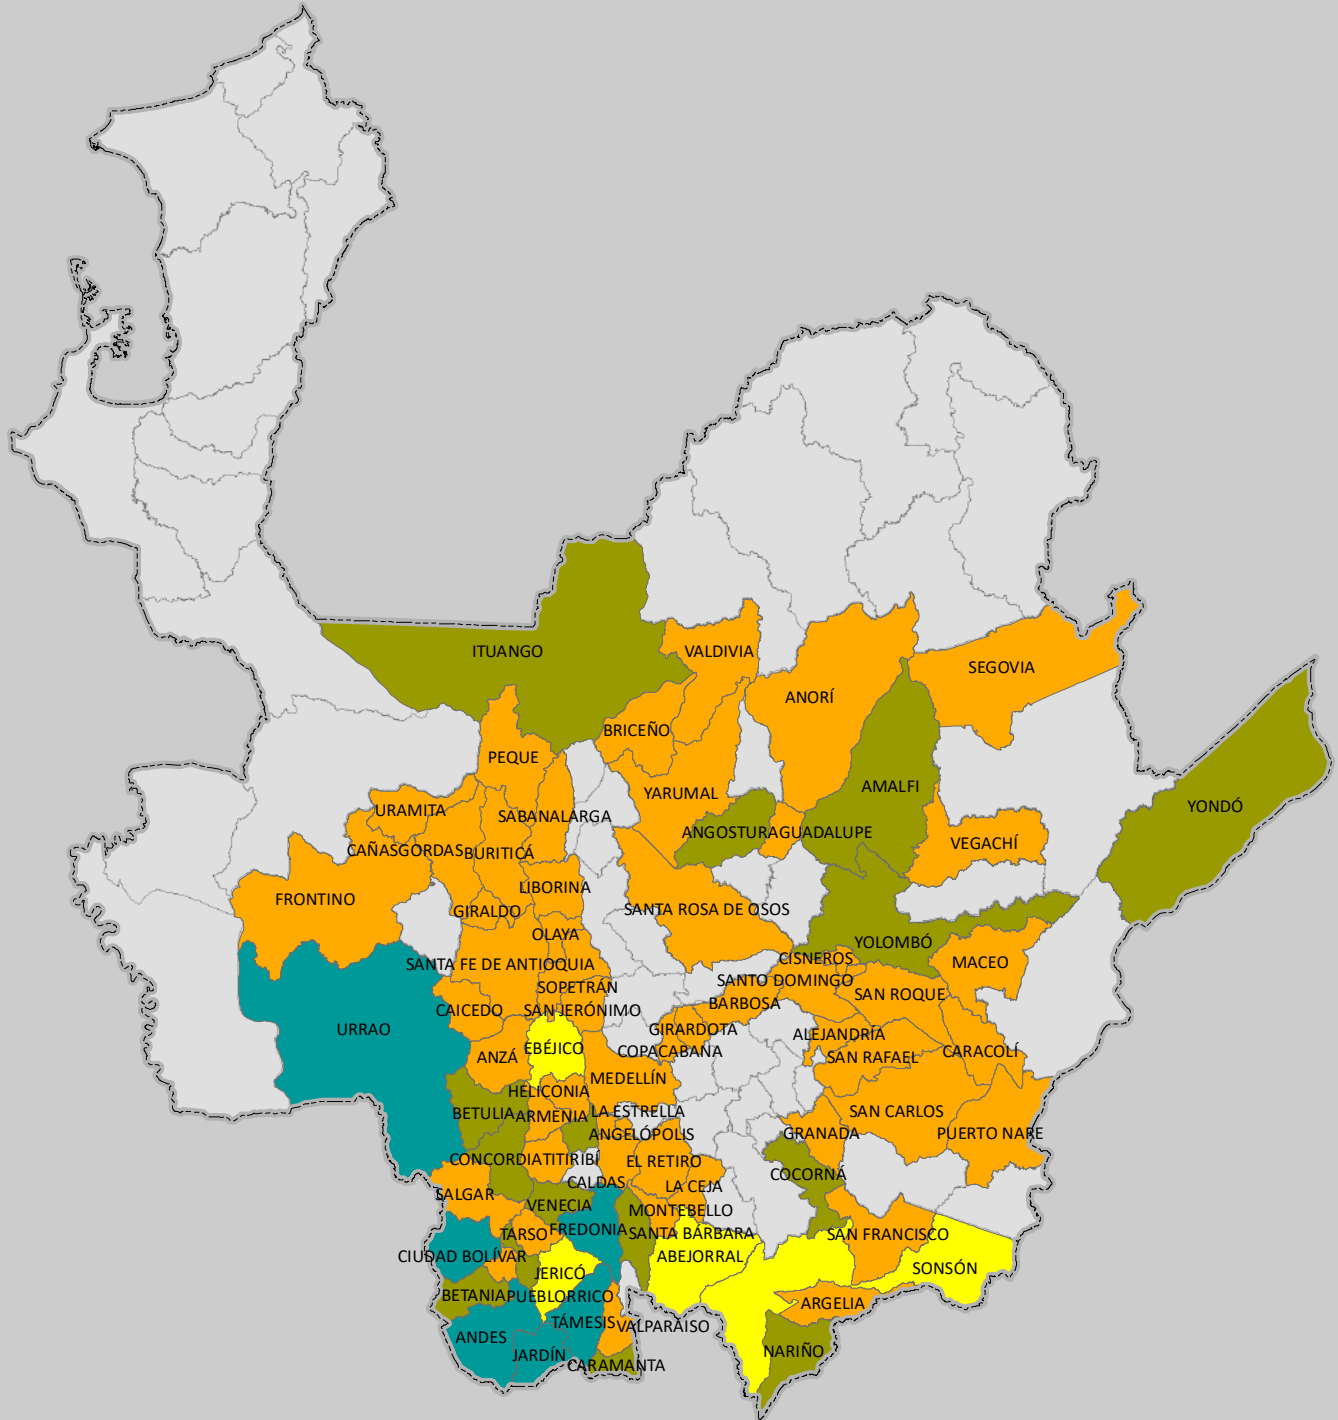 ITUANGO
VALDIVIA
SEGOVIA
ANORÍ
BRICEÑO
PEQUE
AMALFI
YARUMAL
YONDÓ
URAMITA
SABANALARGA
ANGOSTURA
GUADALUPE
VEGACHÍ
CAÑASGORDAS
BURITICÁ
LIBORINA
FRONTINO
GIRALDO
SANTA ROSA DE OSOS
OLAYA
YOLOMBÓ
CISNEROS
MACEO
SANTA FE DE ANTIOQUIA
SANTO DOMINGO
SOPETRÁN
SAN ROQUE
BARBOSA
CAICEDO
SAN JERÓNIMO
URRAO
GIRARDOTA
ALEJANDRÍA
EBÉJICO
COPACABANA
CARACOLÍ
ANZÁ
SAN RAFAEL
MEDELLÍN
HELICONIA
BETULIA
ARMENIA
LA ESTRELLA
SAN CARLOS
ANGELÓPOLIS
GRANADA
PUERTO NARE
CONCORDIA
TITIRIBÍ
EL RETIRO
COCORNÁ
CALDAS
LA CEJA
SALGAR
VENECIA
MONTEBELLO
TARSO
FREDONIA
SANTA BÁRBARA
SAN FRANCISCO
CIUDAD BOLÍVAR
ABEJORRAL
SONSÓN
JERICÓ
BETANIA
PUEBLORRICO
ARGELIA
TÁMESIS
VALPARAÍSO
ANDES
JARDÍN
NARIÑO
CARAMANTA